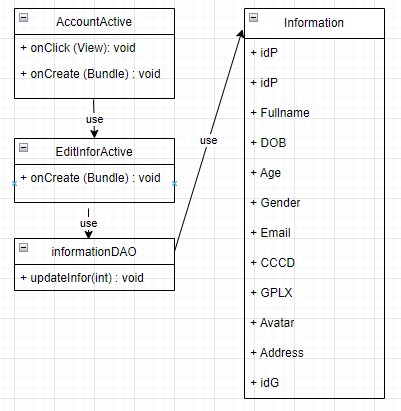 AccountActive
+ onClick (View): void
+ onCreate (Bundle) : void
use
EditInforActive
+ onCreate (Bundle) : void
use
informationDAO
+ updateInfor(int) : void
use
Information
+ idP
+ idP
+ Fullname
+ DOB
+ Age
+ Gender
+ Email
+ CCCD
+ GPLX
+ Avatar
+ Address
+ idG